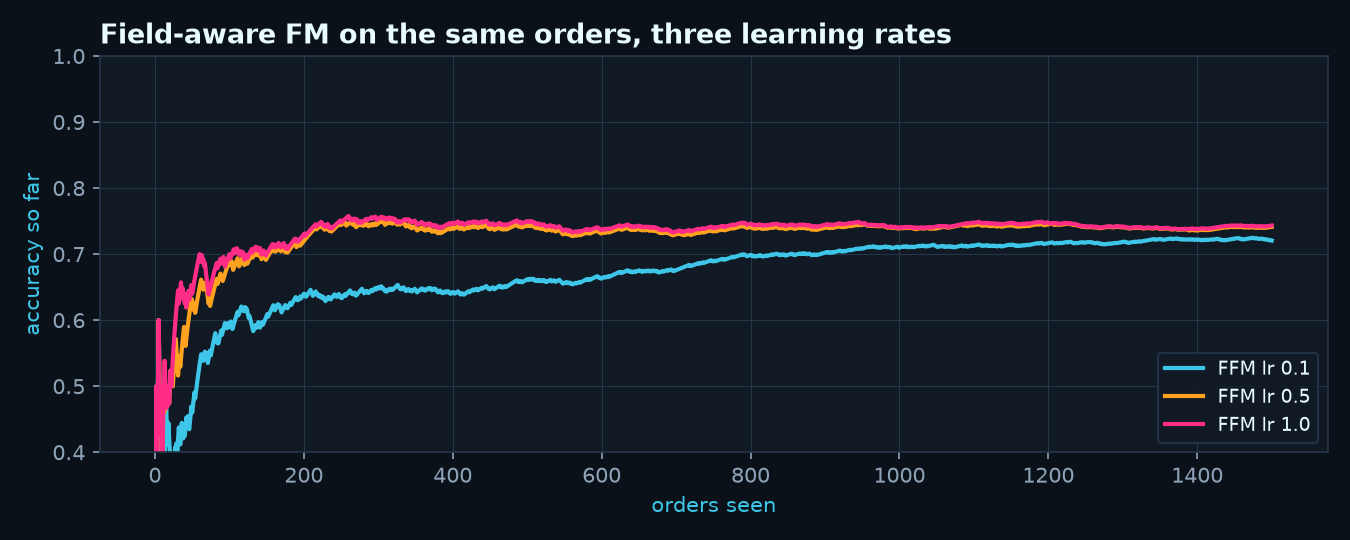 Field-aware FM on the same orders, three learning rates
1.0
0.9
0.8
0.7
0.6
0.5
0.4
accuracy so far
0 200 400 600 800 1000 1200 1400
orders seen
FFM lr 0.1
FFM lr 0.5
FFM lr 1.0